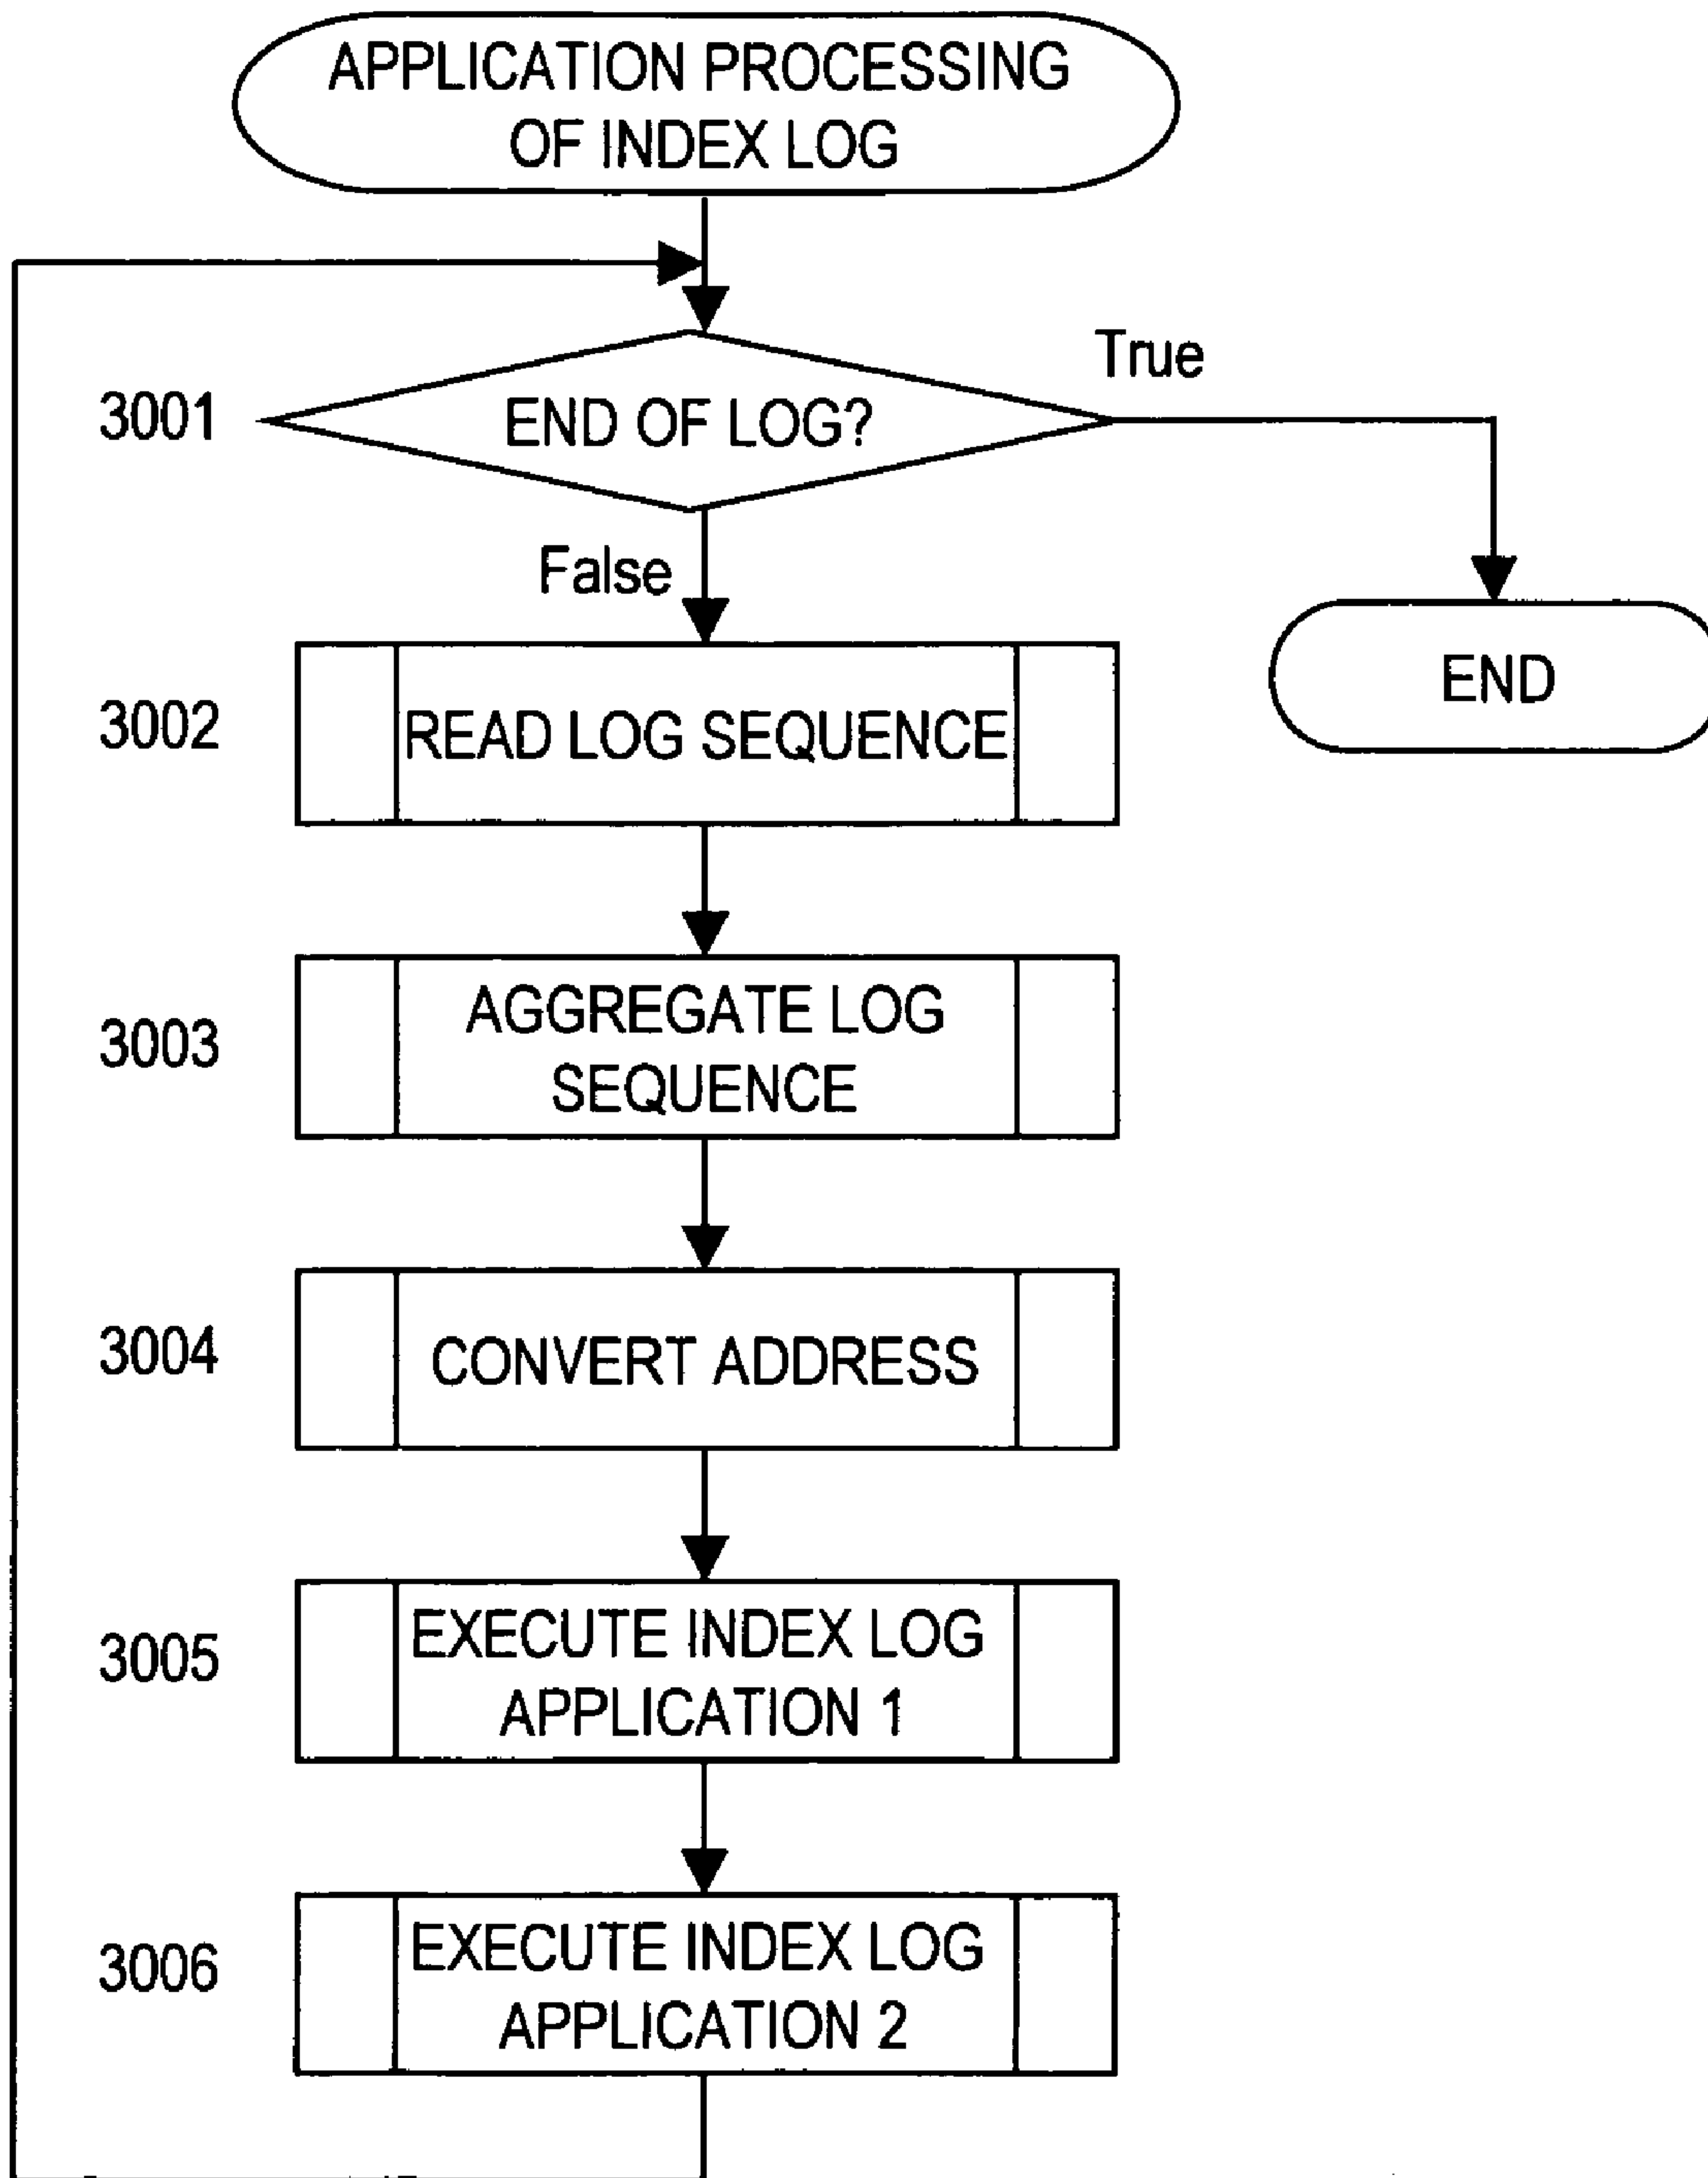 APPLICATION PROCESSING
OF INDEX LOG
True
3001
END OF LOG?
False
END
3002
READ LOG SEQUENCE
3003
AGGREGATE LOG
SEQUENCE
3004
CONVERT ADDRESS
3005
EXECUTE INDEX LOG
APPLICATION 1
3006
EXECUTE INDEX LOG
APPLICATION 2